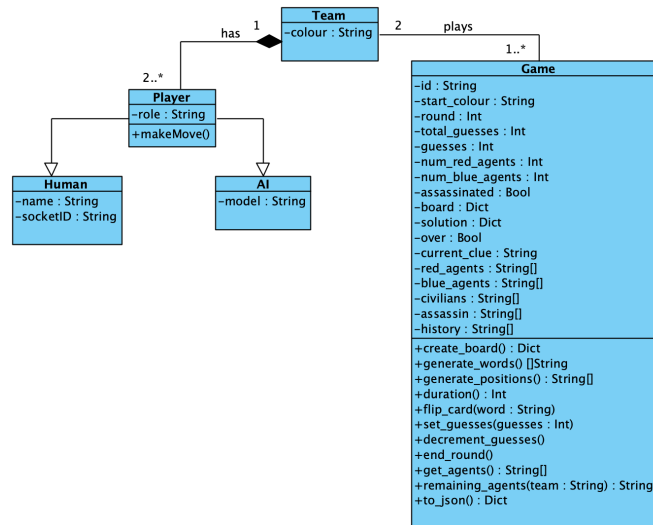 Team
-colour : String
has
1
2
plays
1..*
2..*
Player
-role : String
+makeMove()
Human
-name : String
-socketID : String
AI
-model : String
Game
-id : String
-start_colour : String
-round : Int
-total_guesses : Int
-guesses : Int
-num_red_agents : Int
-num_blue_agents : Int
-assassinated : Bool
-board : Dict
-solution : Dict
-over : Bool
-current_clue : String
-red_agents : String[]
-blue_agents : String[]
-civilians : String[]
-assassin : String[]
-history : String[]
+create_board() : Dict
+generate_words() []String
+generate_positions() : String[]
+duration() : Int
+flip_card(word : String)
+set_guesses(guesses : Int)
+decrement_guesses()
+end_round()
+get_agents() : String[]
+remaining_agents(team : String) : String
+to_json() : Dict